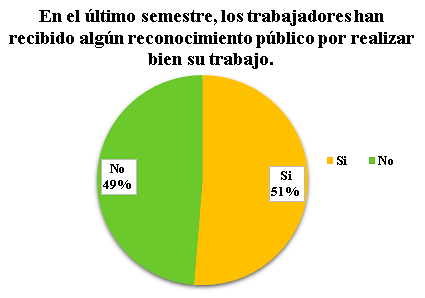 En el último semestre, los trabajadores han
recibido algún reconocimiento público por realizar
bien su trabajo.
No
49%
Si
51%
Si No